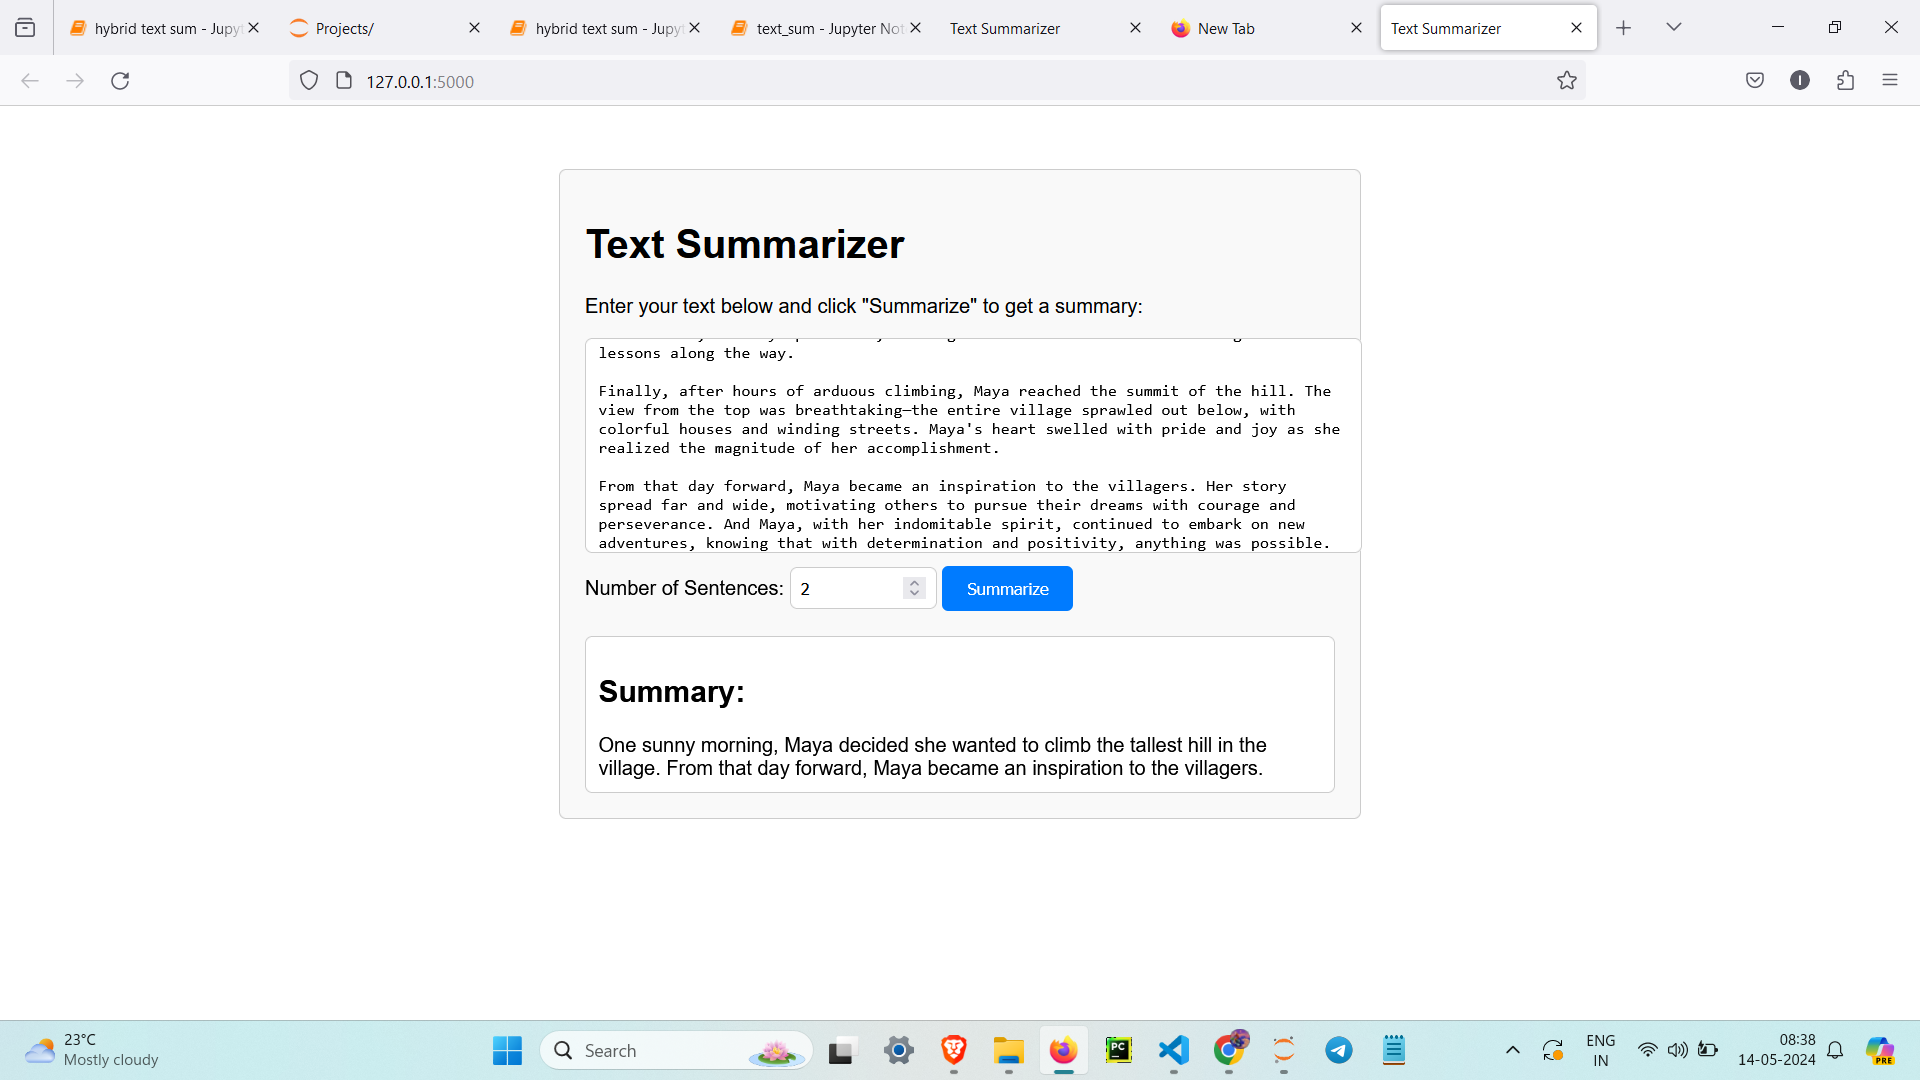 hybrid text sum - Jupyt
Projects/
hybrid text sum - Jupyt
text_sum - Jupyter Not
Text Summarizer
New Tab
Text Summarizer
127.0.0.1:5000
Text Summarizer
Enter your text below and click "Summarize" to get a summary:
lessons along the way.
Finally, after hours of arduous climbing, Maya reached the summit of the hill. The
view from the top was breathtaking—the entire village sprawled out below, with
colorful houses and winding streets. Maya's heart swelled with pride and joy as she
realized the magnitude of her accomplishment.
From that day forward, Maya became an inspiration to the villagers. Her story
spread far and wide, motivating others to pursue their dreams with courage and
perseverance. And Maya, with her indomitable spirit, continued to embark on new
adventures, knowing that with determination and positivity, anything was possible.
Number of Sentences: 2 Summarize
Summary:
One sunny morning, Maya decided she wanted to climb the tallest hill in the
village. From that day forward, Maya became an inspiration to the villagers.
23°C
Mostly cloudy
Search
PC
ENG
IN
08:38
14-05-2024
PRE